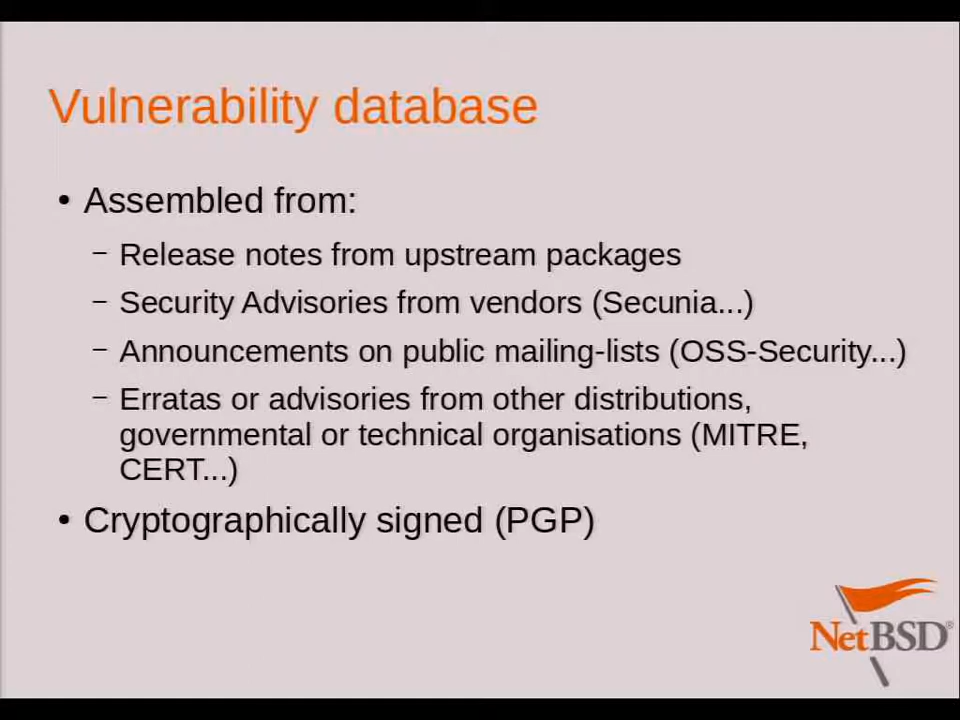 Vulnerability database
• Assembled from:
– Release notes from upstream packages
– Security Advisories from vendors (Secunia...)
– Announcements on public mailing-lists (OSS-Security...)
– Erratas or advisories from other distributions,
governmental or technical organisations (MITRE,
CERT...)
• Cryptographically signed (PGP)
NetBSD®